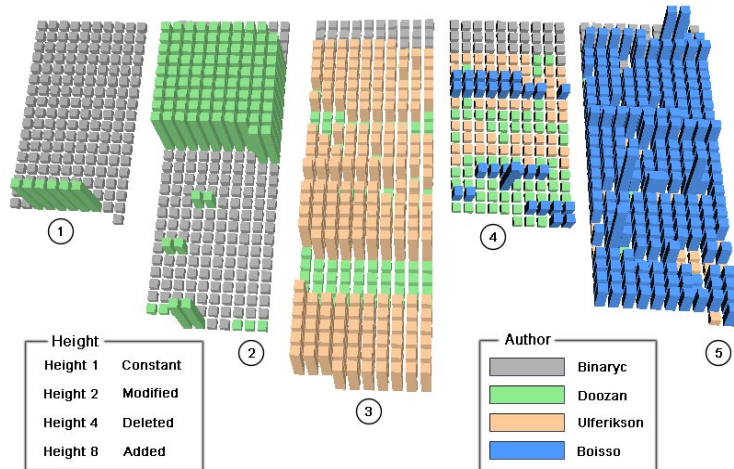 1
2
3
4
5
Height
Height 1 Constant
Height 2 Modified
Height 4 Deleted
Height 8 Added
Author
Binaryc
Doozan
Ulferikson
Boisso